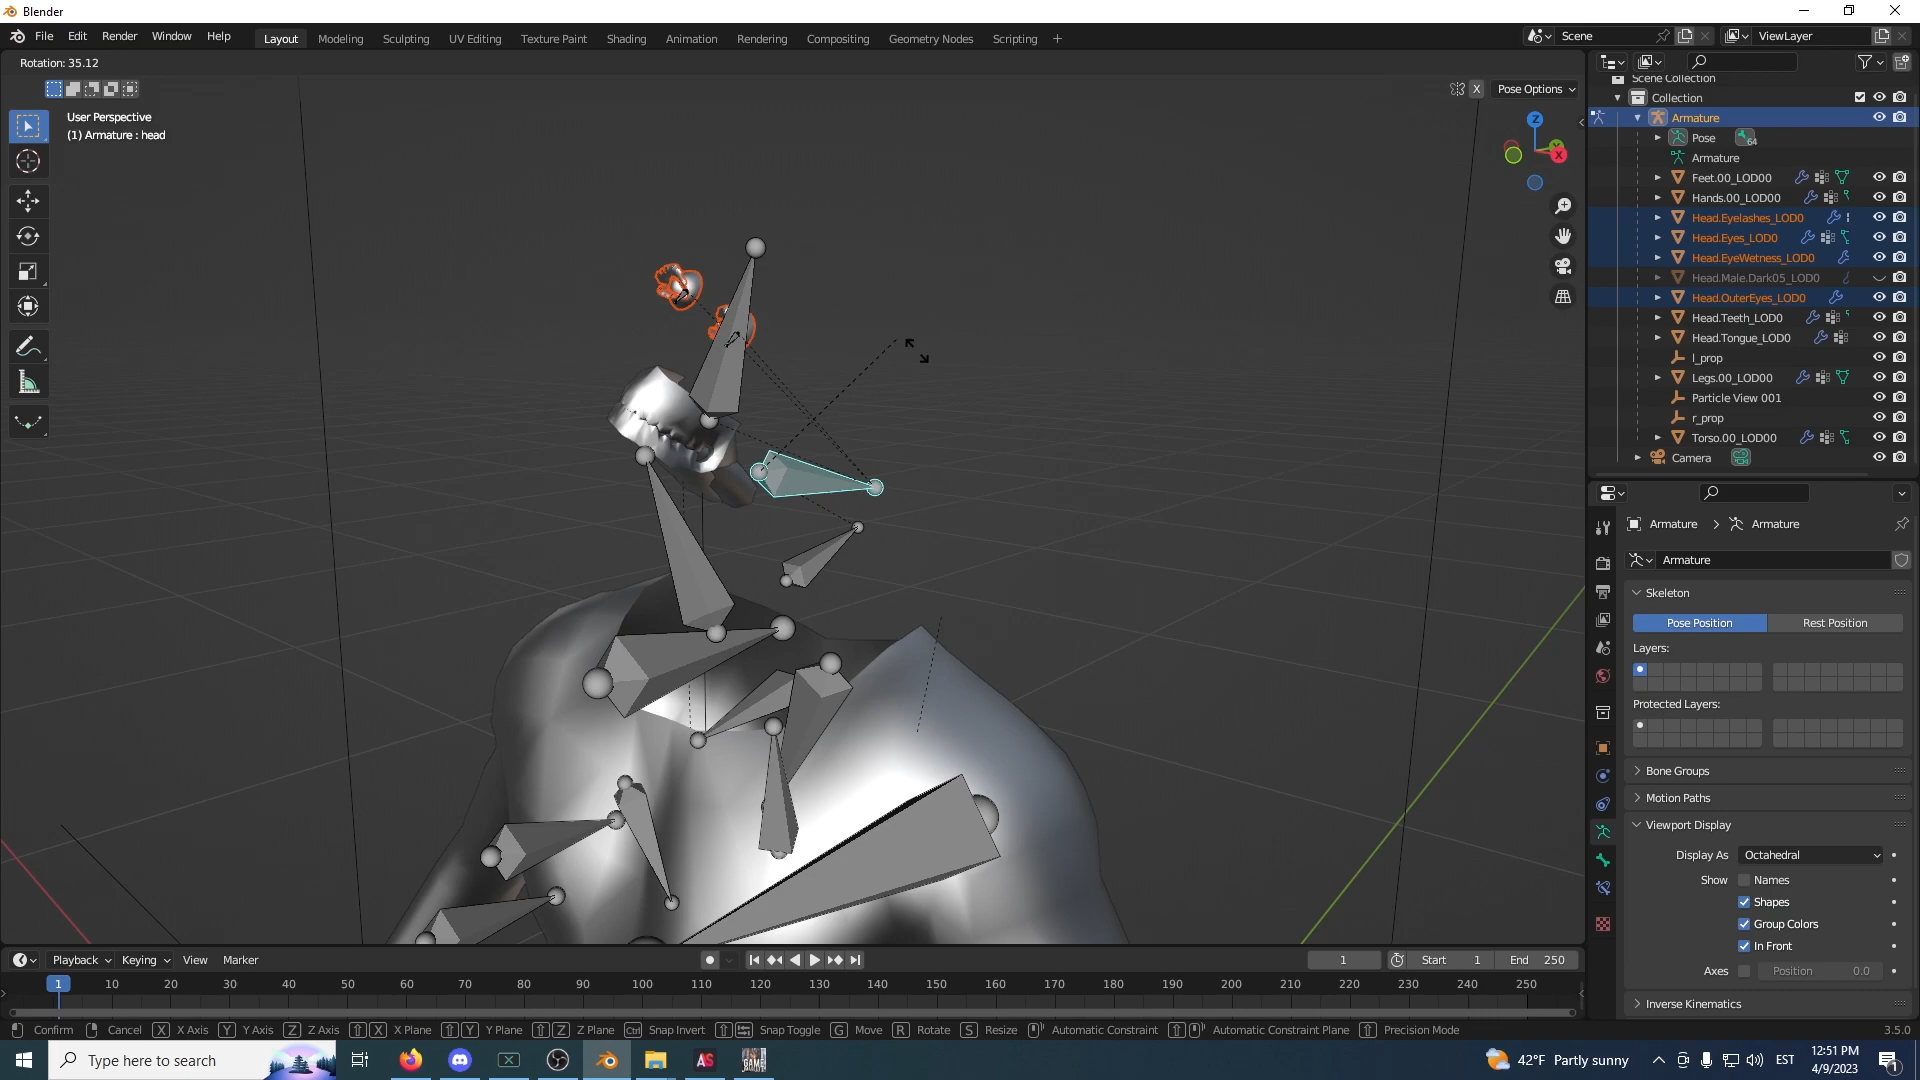 Blender
File Edit Render Window Help Layout Modeling Sculpting UV Editing Texture Paint Shading Animation Rendering Compositing Geometry Nodes Scripting + Scene ViewLayer
Rotation: 35.12
X Pose Options
User Perspective
(1) Armature : head
Z
X
Scene Collection
Collection
Armature
Pose 64
Armature
Feet.00_LOD00
Hands.00_LOD00
Head.Eyelashes_LOD0
Head.Eyes_LOD0
Head.EyeWetness_LOD0
Head.Male.Dark05_LOD0
Head.OuterEyes_LOD0
Head.Teeth_LOD0
Head.Tongue_LOD0
l_prop
Legs.00_LOD00
Particle View 001
r_prop
Torso.00_LOD00
Camera
Armature > Armature
Armature
Skeleton
Pose Position Rest Position
Layers:
Protected Layers:
Bone Groups
Motion Paths
Viewport Display
Display As Octahedral
Show Names
Shapes
Group Colors
In Front
Axes Position 0.0
Inverse Kinematics
Playback Keying View Marker 1 Start 1 End 250
1 10 20 30 40 50 60 70 80 90 100 110 120 130 140 150 160 170 180 190 200 210 220 230 240 250
Confirm Cancel X X Axis Y Y Axis Z Z Axis X X Plane Y Y Plane Z Z Plane Ctrl Snap Invert Snap Toggle G Move R Rotate S Resize Automatic Constraint Automatic Constraint Plane Precision Mode 3.5.0
Type here to search AS GAME 42°F Partly sunny EST 12:51 PM
4/9/2023 1